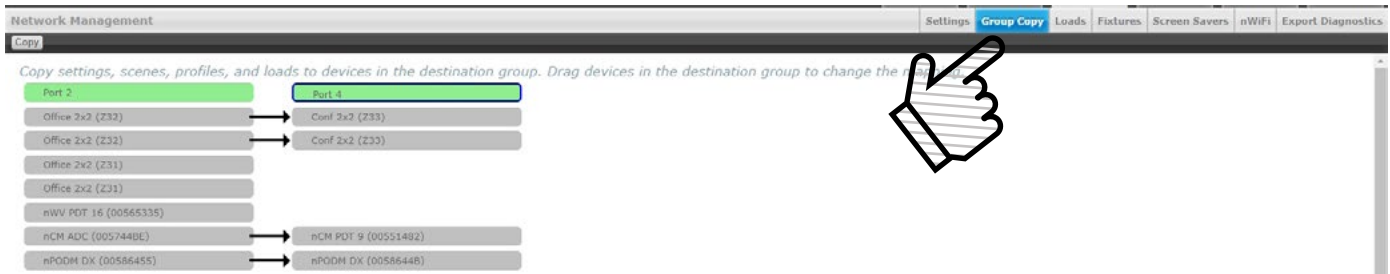 Network Management Settings Group Copy Loads Fixtures Screen Savers nWiFi Export Diagnostics
Copy
Copy settings, scenes, profiles, and loads to devices in the destination group. Drag devices in the destination group to change the mapping.
Port 2 Port 4
Office 2x2 (Z32) Conf 2x2 (Z33)
Office 2x2 (Z32) Conf 2x2 (Z33)
Office 2x2 (Z31)
Office 2x2 (Z31)
nWV PDT 16 (00565335)
nCM ADC (005744BE) nCM PDT 9 (00551482)
nPODM DX (00586455) nPODM DX (0058644B)